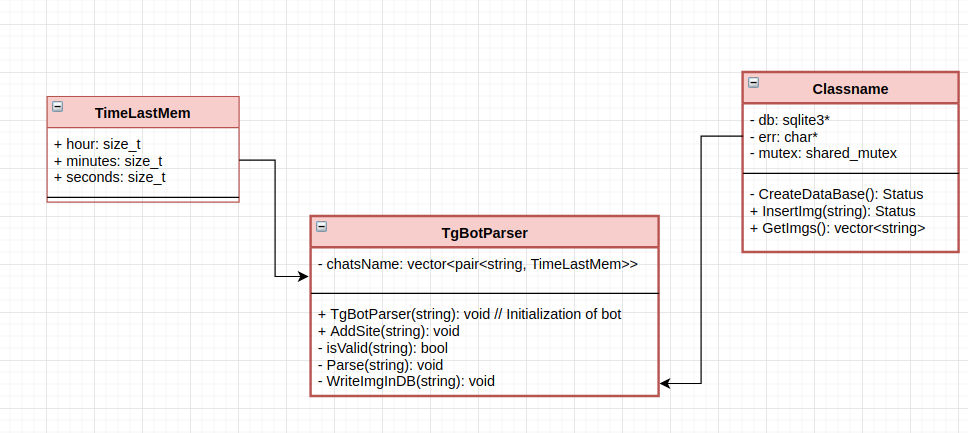 TimeLastMem
+ hour: size_t
+ minutes: size_t
+ seconds: size_t
Classname
- db: sqlite3*
- err: char*
- mutex: shared_mutex
- CreateDataBase(): Status
+ InsertImg(string): Status
+ GetImgs(): vector<string>
TgBotParser
- chatsName: vector<pair<string, TimeLastMem>>
+ TgBotParser(string): void // Initialization of bot
+ AddSite(string): void
- isValid(string): bool
- Parse(string): void
- WriteImgInDB(string): void